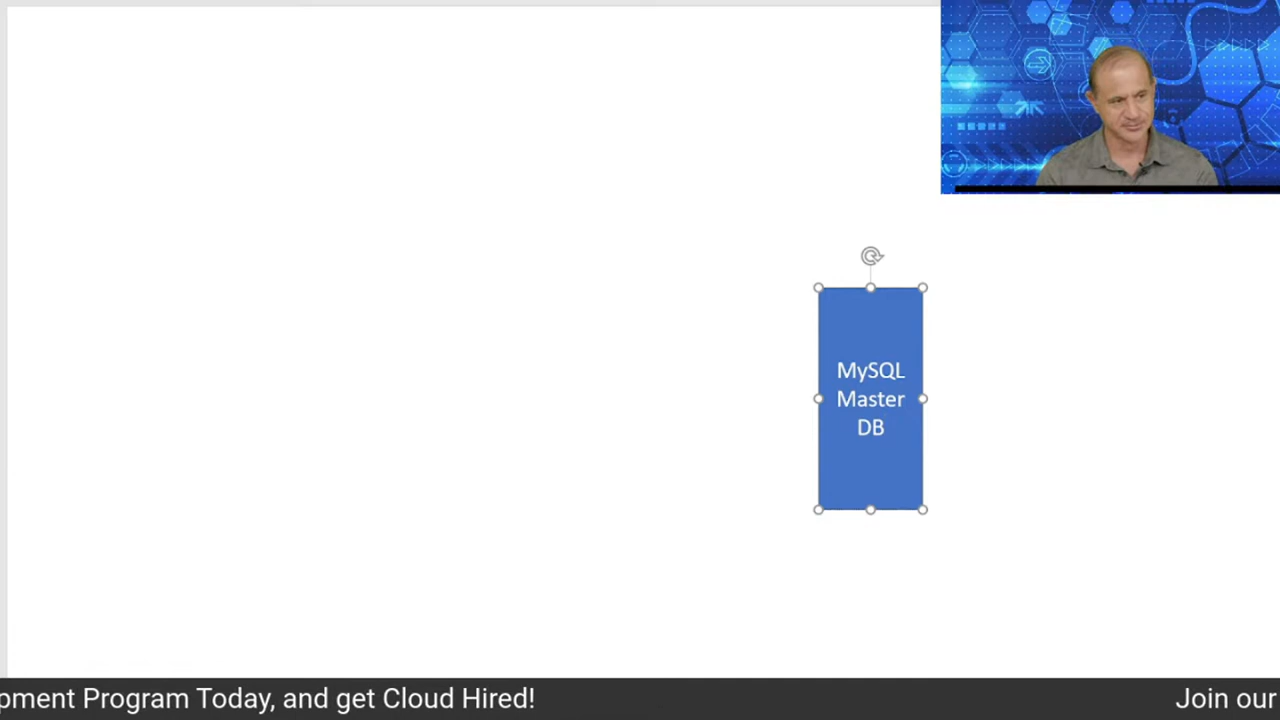 MySQL
Master
DB
pment Program Today, and get Cloud Hired!
Join our